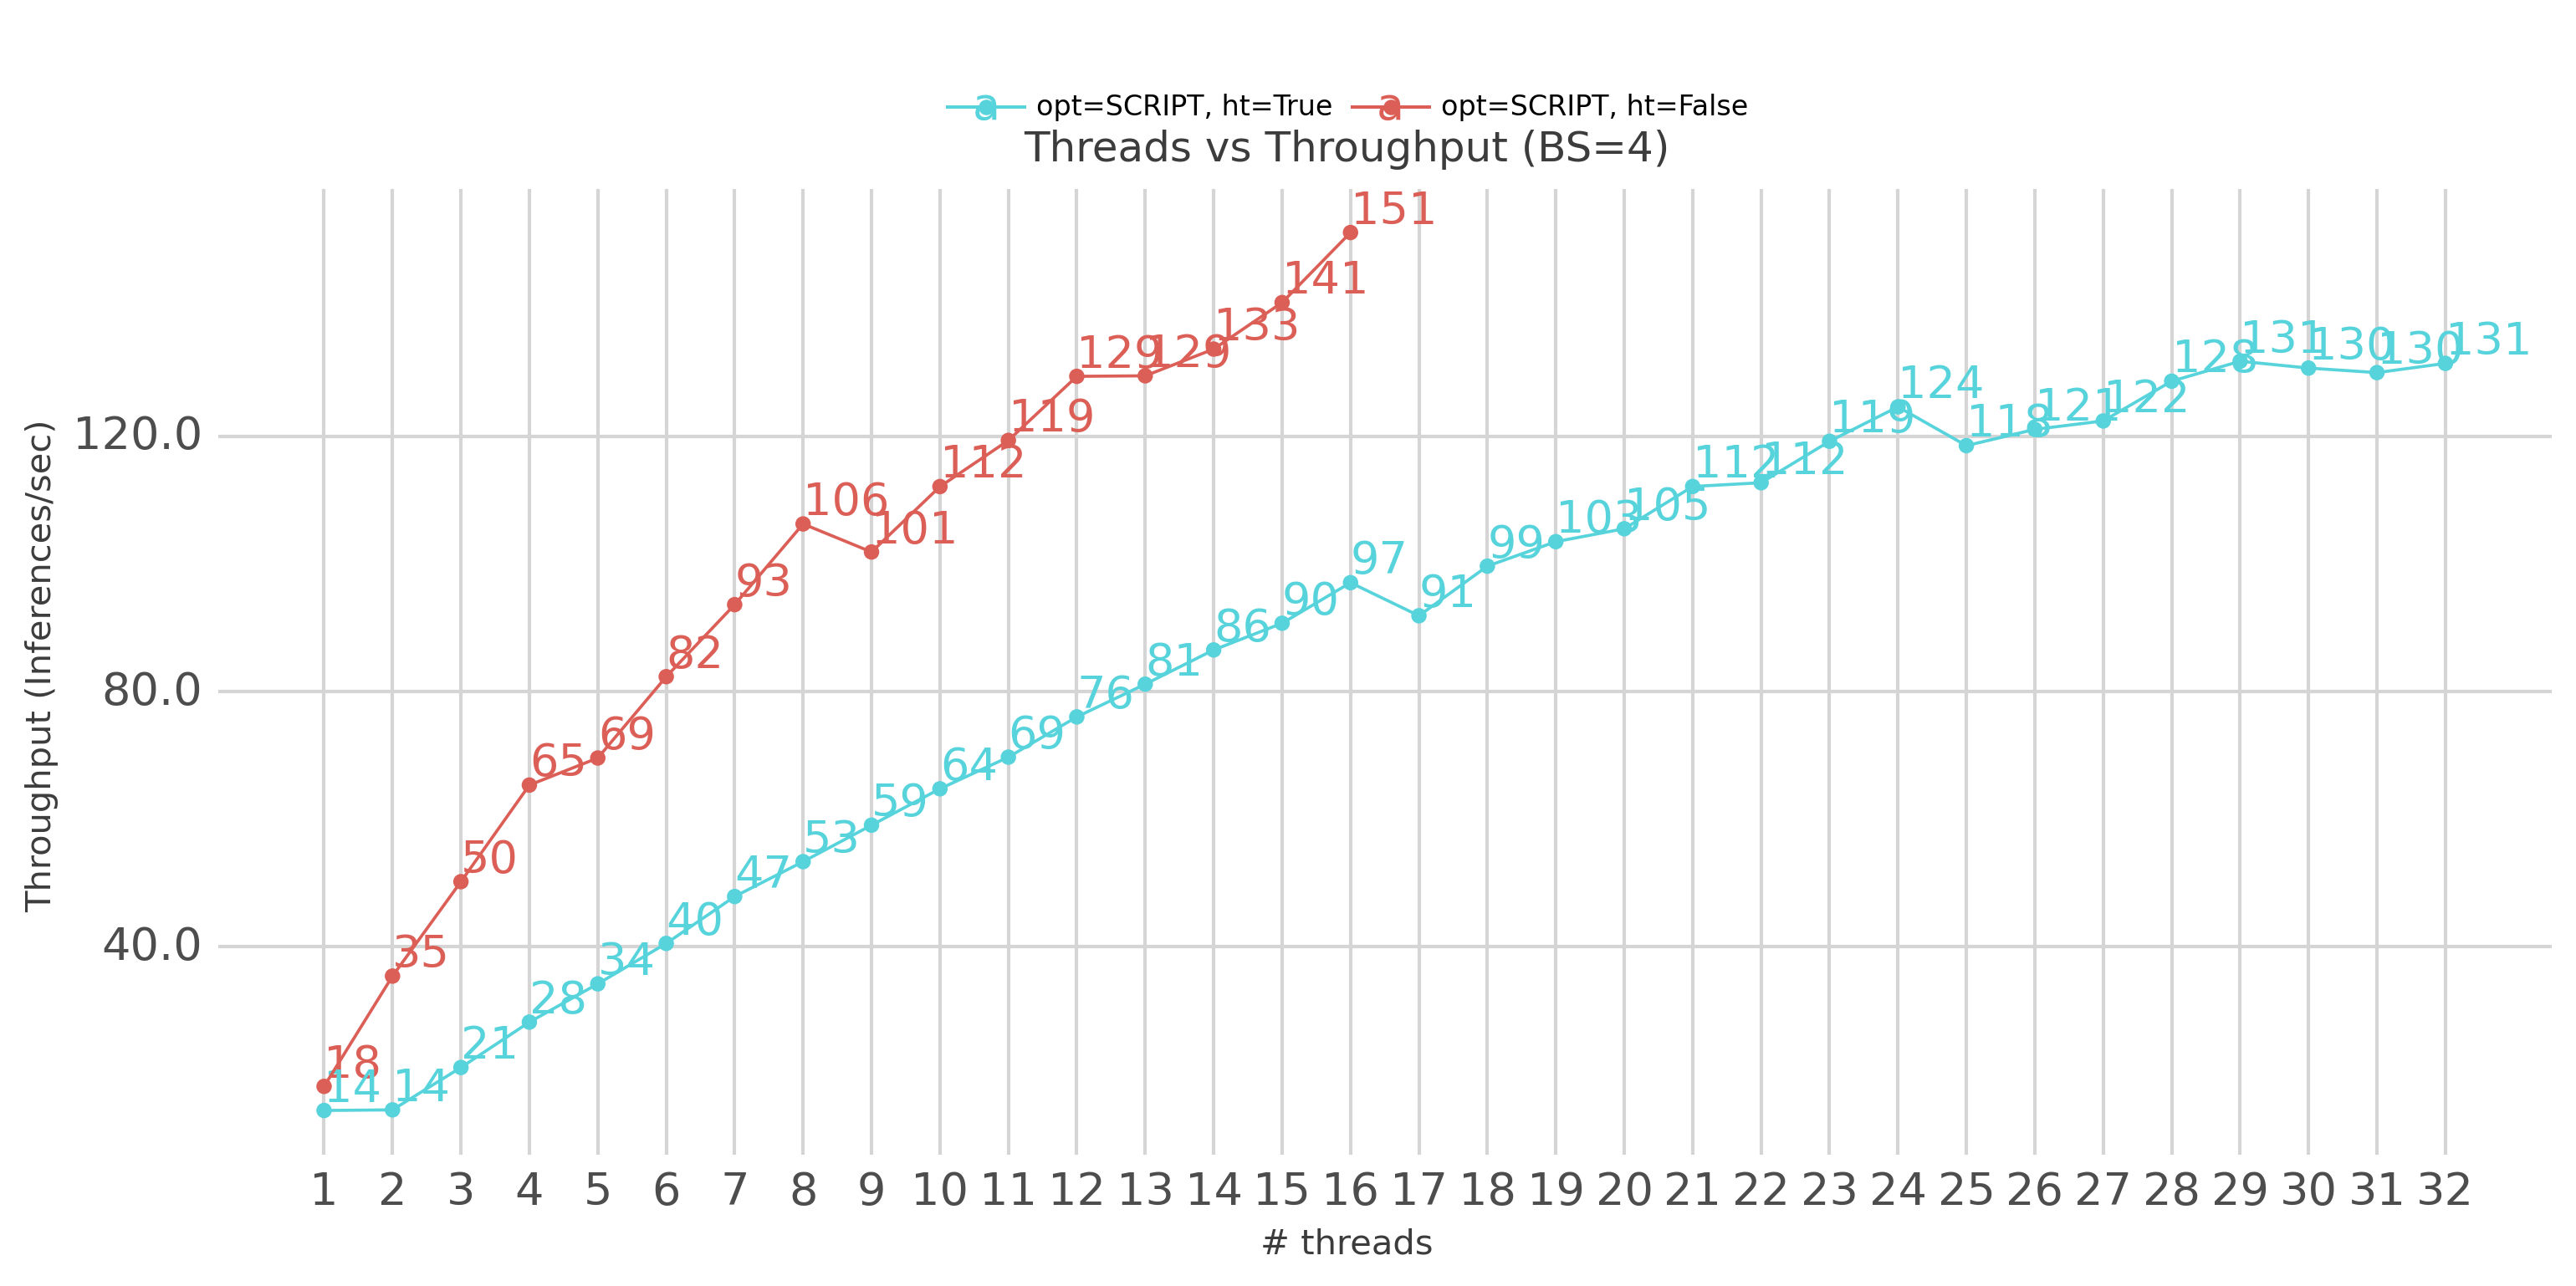 a opt=SCRIPT, ht=True a opt=SCRIPT, ht=False
Threads vs Throughput (BS=4)
Throughput (Inferences/sec)
120.0
80.0
40.0
18 35 50 65 69 82 93 106 101 112 119 129 129 133 141 151
14 14 21 28 34 40 47 53 59 64 69 76 81 86 90 97 91 99 103 105 112 112 119 124 118 121 122 128 131 130 130 131
1 2 3 4 5 6 7 8 9 10 11 12 13 14 15 16 17 18 19 20 21 22 23 24 25 26 27 28 29 30 31 32
# threads